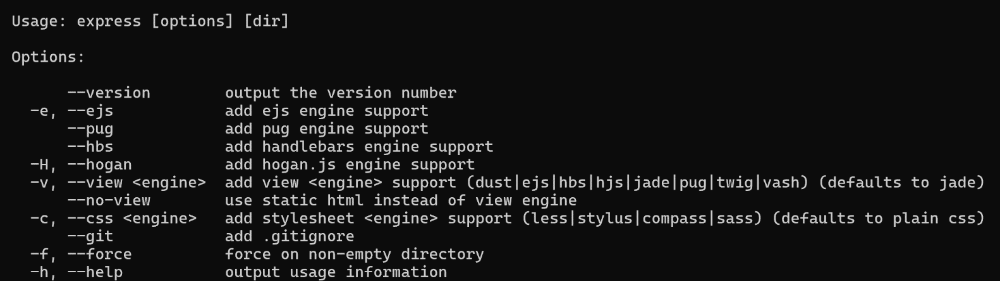 Usage: express [options] [dir]
Options:
--version output the version number
-e, --ejs add ejs engine support
--pug add pug engine support
--hbs add handlebars engine support
-H, --hogan add hogan.js engine support
-v, --view <engine> add view <engine> support (dust|ejs|hbs|hjs|jade|pug|twig|vash) (defaults to jade)
--no-view use static html instead of view engine
-c, --css <engine> add stylesheet <engine> support (less|stylus|compass|sass) (defaults to plain css)
--git add .gitignore
-f, --force force on non-empty directory
-h, --help output usage information